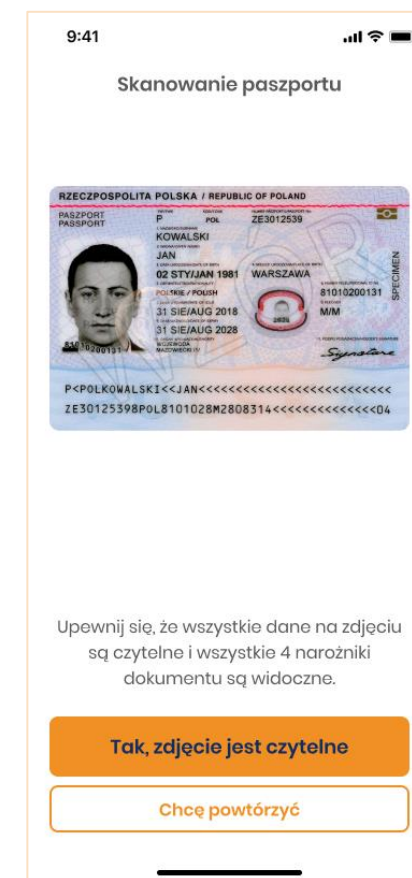 9:41
Skanowanie paszportu
RZECZPOSPOLITA POLSKA / REPUBLIC OF POLAND
PASZPORT
PASSPORT
P POL ZE3012539
KOWALSKI
JAN
02 STY/JAN 1981 WARSZAWA
POLSKIE / POLISH 81010200131
31 SIE/AUG 2018 M/M
31 SIE/AUG 2028
WOJEWODA
MAZOWIECKI
81010200131
SPECIMEN
Signature
WZÓR
P<POLKOWALSKI<<JAN<<<<<<<<<<<<<<<<<<<<<<<<<<
ZE30125398POL8101028M2808314<<<<<<<<<<<<<<<04
Upewnij się, że wszystkie dane na zdjęciu
są czytelne i wszystkie 4 narożniki
dokumentu są widoczne.
Tak, zdjęcie jest czytelne
Chcę powtórzyć